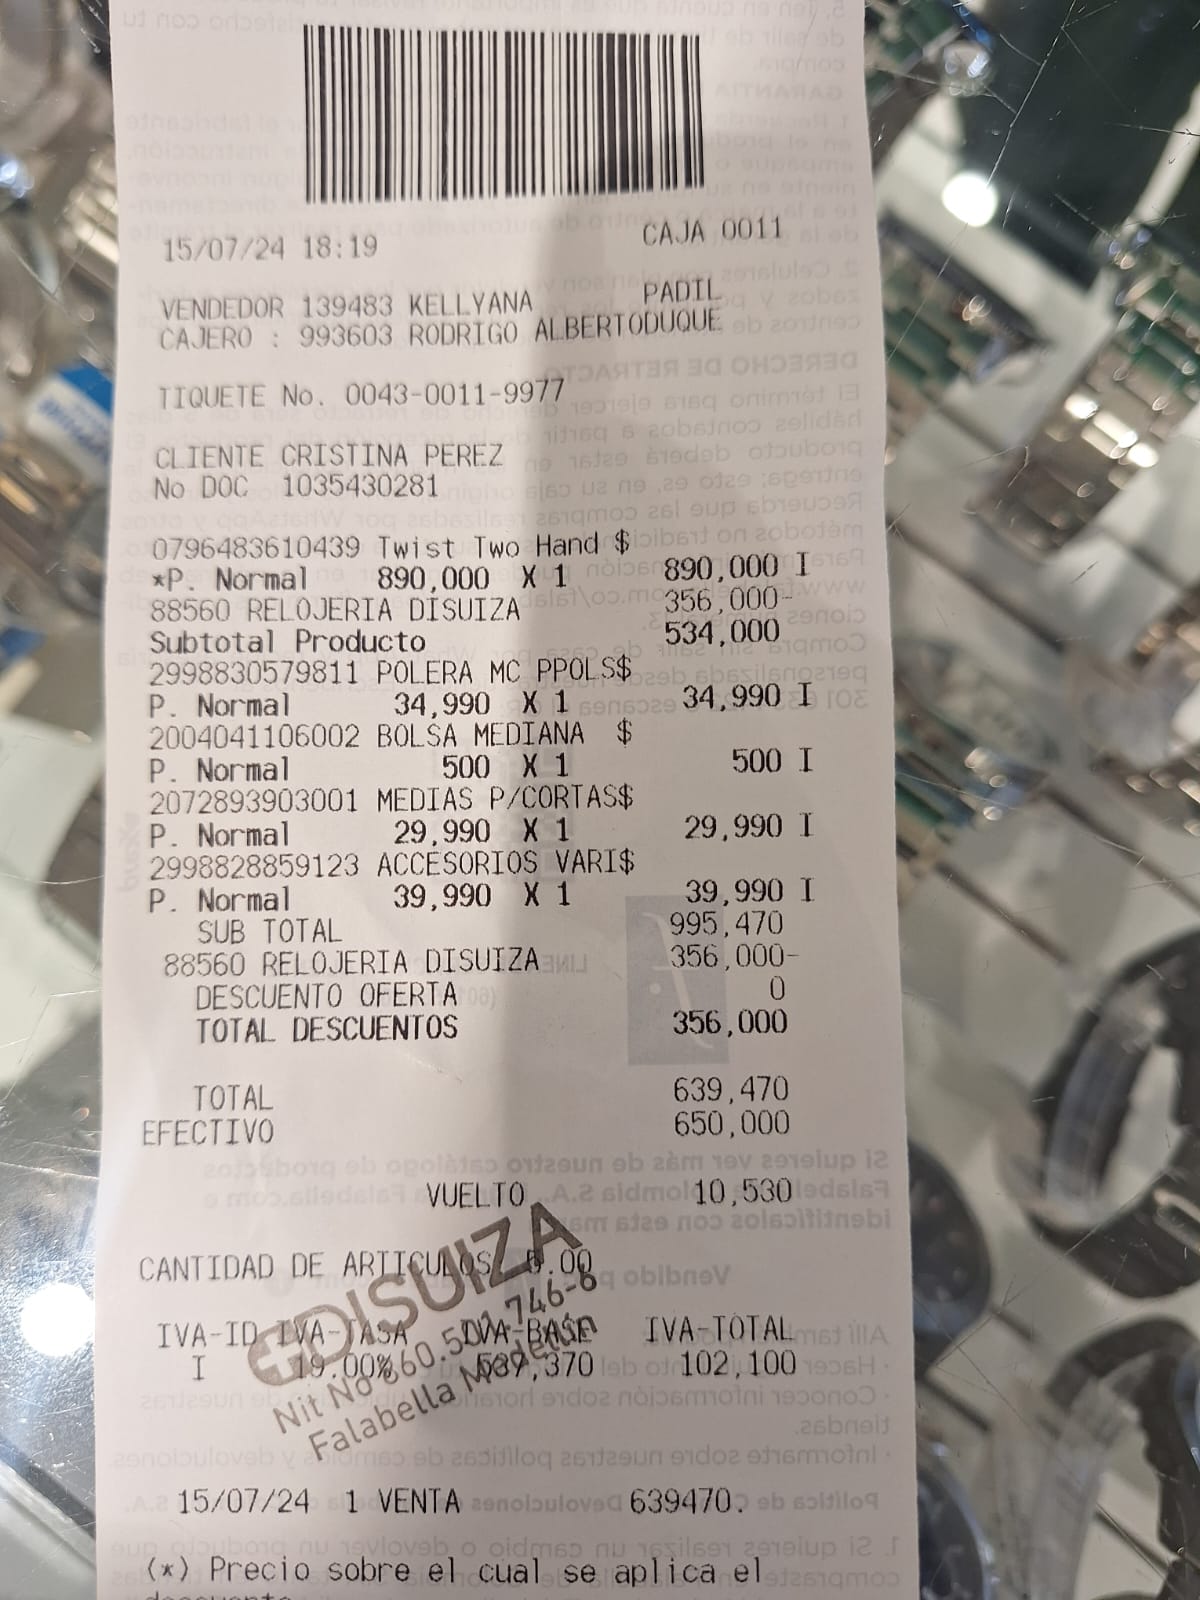 15/07/24 18:19 CAJA 0011
VENDEDOR 139483 KELLYANA PADIL
CAJERO : 993603 RODRIGO ALBERTODUQUE
TIQUETE No. 0043-0011-9977
CLIENTE CRISTINA PEREZ
No DOC 1035430281
0796483610439 Twist Two Hand $
*P. Normal 890,000 X 1 890,000 I
88560 RELOJERIA DISUIZA 356,000-
Subtotal Producto 534,000
2998830579811 POLERA MC PPOLS$
P. Normal 34,990 X 1 34,990 I
2004041106002 BOLSA MEDIANA $
P. Normal 500 X 1 500 I
2072893903001 MEDIAS P/CORTAS$
P. Normal 29,990 X 1 29,990 I
2998828859123 ACCESORIOS VARI$
P. Normal 39,990 X 1 39,990 I
SUB TOTAL 995,470
88560 RELOJERIA DISUIZA 356,000-
DESCUENTO OFERTA 0
TOTAL DESCUENTOS 356,000
TOTAL 639,470
EFECTIVO 650,000
VUELTO 10,530
CANTIDAD DE ARTICULOS
DISUIZA
IVA-ID IVA-TASA IVA-BASE IVA-TOTAL
I 19.00% 537,370 102,100
Nit No
Falabella Medellín
15/07/24 1 VENTA 639470.
(*) Precio sobre el cual se aplica el